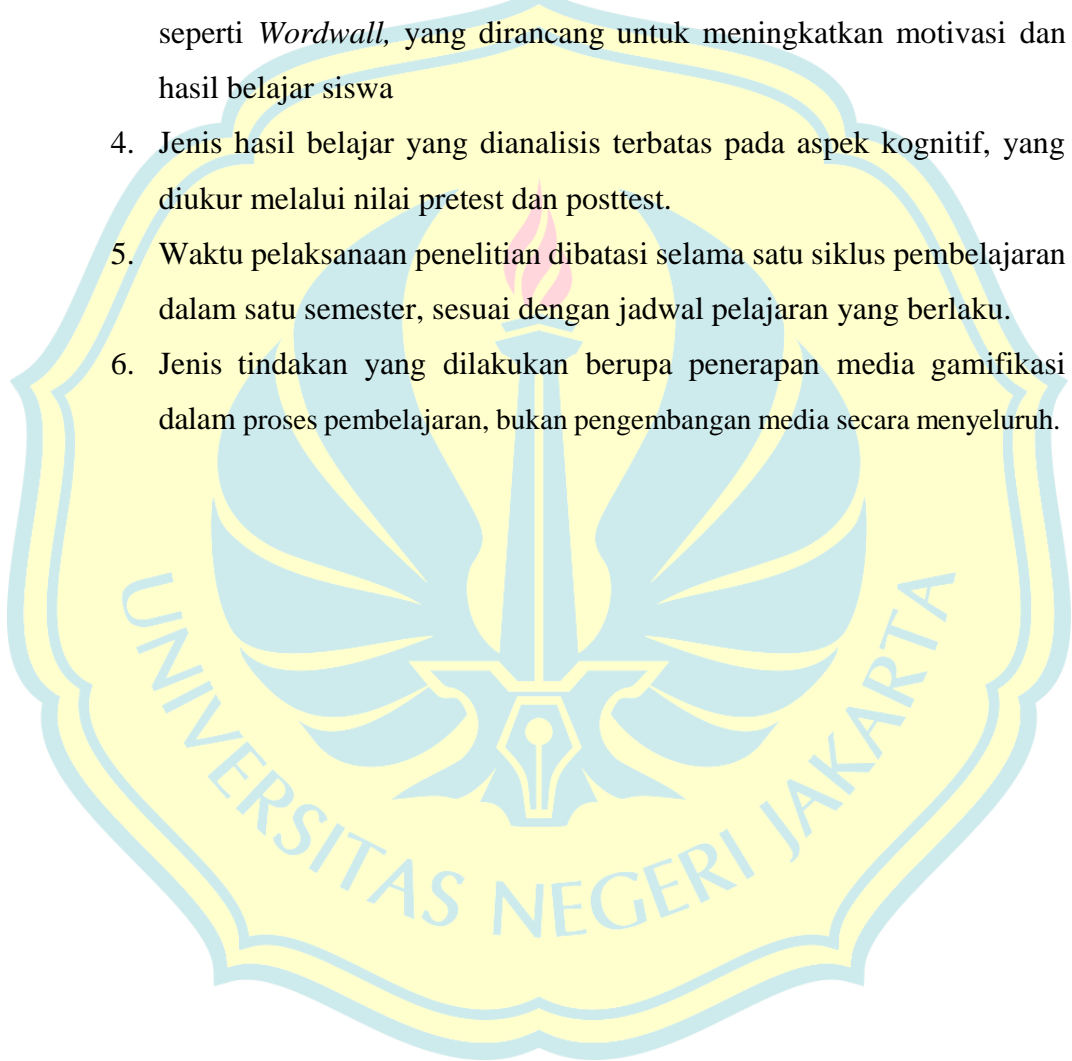 seperti Wordwall, yang dirancang untuk meningkatkan motivasi dan
hasil belajar siswa
4. Jenis hasil belajar yang dianalisis terbatas pada aspek kognitif, yang
diukur melalui nilai pretest dan posttest.
5. Waktu pelaksanaan penelitian dibatasi selama satu siklus pembelajaran
dalam satu semester, sesuai dengan jadwal pelajaran yang berlaku.
6. Jenis tindakan yang dilakukan berupa penerapan media gamifikasi
dalam proses pembelajaran, bukan pengembangan media secara menyeluruh.
UNIVERSITAS NEGERI JAKARTA